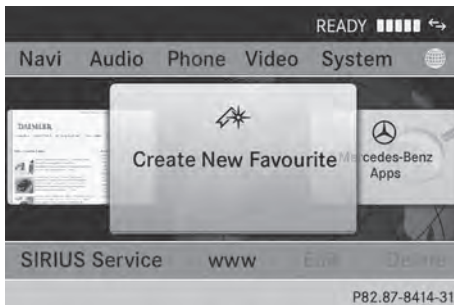 READY
Navi Audio Phone Video System
DAIMLER
Create New Favourite
Mercedes-Benz
Apps
SIRIUS Service www Edit Delete
P82.87-8414-31